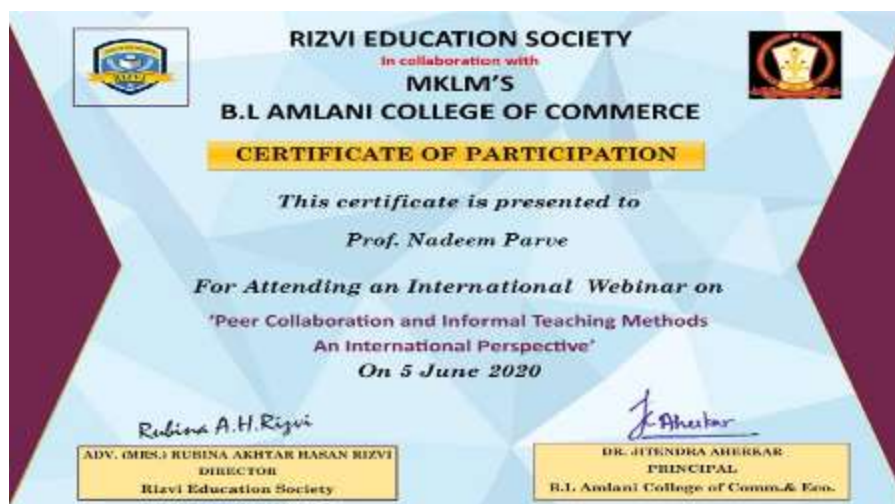 RIZVI EDUCATION SOCIETY
In collaboration with
MKLM'S
B.L AMLANI COLLEGE OF COMMERCE
CERTIFICATE OF PARTICIPATION
This certificate is presented to
Prof. Nadeem Parve
For Attending an International Webinar on
'Peer Collaboration and Informal Teaching Methods
An International Perspective'
On 5 June 2020
Rubina A.H.Rizvi
ADV. (MRS.) RUBINA AKHTAR HASAN RIZVI
DIRECTOR
Rizvi Education Society
Aherkar
DR. JITENDRA AHERKAR
PRINCIPAL
B.L Amlani College of Comm.& Eco.